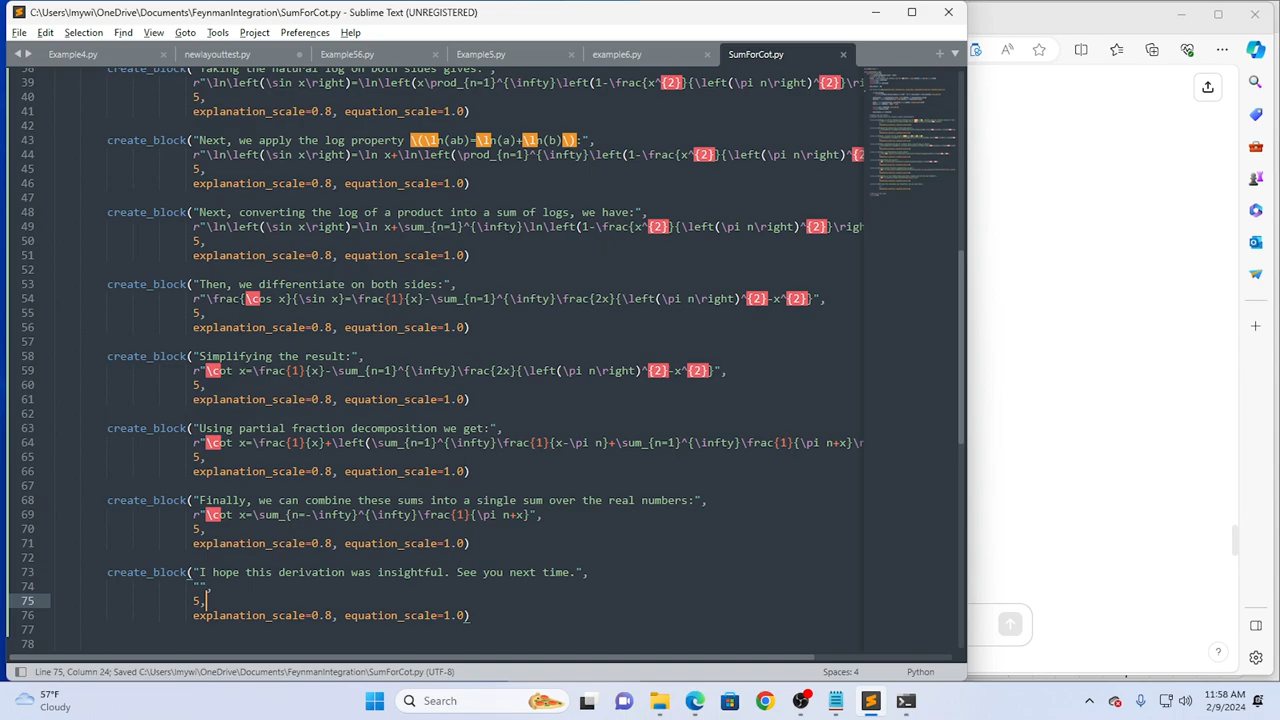 C:\Users\lmywi\OneDrive\Documents\FeynmanIntegration\SumForCot.py - Sublime Text (UNREGISTERED)
File Edit Selection Find View Goto Tools Project Preferences Help
Example4.py newlayouttest.py Example56.py Example5.py example6.py SumForCot.py
38 create_block("Taking the natural log on both sides gives:",
39 r"\ln\left(\sin x\right)=\ln\left(x\prod_{n=1}^{\infty}\left(1-\frac{x^{2}}{\left(\pi n\right)^{2}}\ri
40 5,
41 explanation_scale=0.8, equation_scale=1.0)
42
43 create_block(
\(\l n(b)\):",
44 r"\ln\left(\sin x\right)=\ln x+\ln\left(\prod_{n=1}^{\infty}\left(1-\frac{x^{2}}{\left(\pi n\right)^{2
45 5,
46 explanation_scale=0.8, equation_scale=1.0)
47
48 create_block("Next, converting the log of a product into a sum of logs, we have:",
49 r"\ln\left(\sin x\right)=\ln x+\sum_{n=1}^{\infty}\ln\left(1-\frac{x^{2}}{\left(\pi n\right)^{2}}\righ
50 5,
51 explanation_scale=0.8, equation_scale=1.0)
52
53 create_block("Then, we differentiate on both sides:",
54 r"\frac{\cos x}{\sin x}=\frac{1}{x}-\sum_{n=1}^{\infty}\frac{2x}{\left(\pi n\right)^{2}-x^{2}}",
55 5,
56 explanation_scale=0.8, equation_scale=1.0)
57
58 create_block("Simplifying the result:",
59 r"\cot x=\frac{1}{x}-\sum_{n=1}^{\infty}\frac{2x}{\left(\pi n\right)^{2}-x^{2}}",
60 5,
61 explanation_scale=0.8, equation_scale=1.0)
62
63 create_block("Using partial fraction decomposition we get:",
64 r"\cot x=\frac{1}{x}+\left(\sum_{n=1}^{\infty}\frac{1}{x-\pi n}+\sum_{n=1}^{\infty}\frac{1}{\pi n+x}\r
65 5,
66 explanation_scale=0.8, equation_scale=1.0)
67
68 create_block("Finally, we can combine these sums into a single sum over the real numbers:",
69 r"\cot x=\sum_{n=-\infty}^{\infty}\frac{1}{\pi n+x}",
70 5,
71 explanation_scale=0.8, equation_scale=1.0)
72
73 create_block("I hope this derivation was insightful. See you next time.",
74 "",
75 5,
76 explanation_scale=0.8, equation_scale=1.0)
77
78
Line 75, Column 24; Saved C:\Users\lmywi\OneDrive\Documents\FeynmanIntegration\SumForCot.py (UTF-8) Spaces: 4 Python
57°F
Cloudy
Search
11:58 AM
2/9/2024